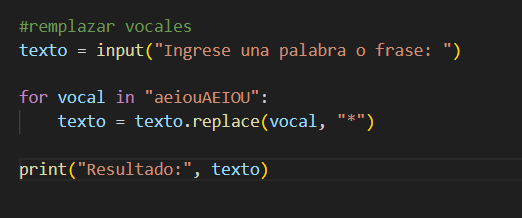 #remplazar vocales
texto = input("Ingrese una palabra o frase: ")
for vocal in "aeiouAEIOU":
    texto = texto.replace(vocal, "*")
print("Resultado:", texto)